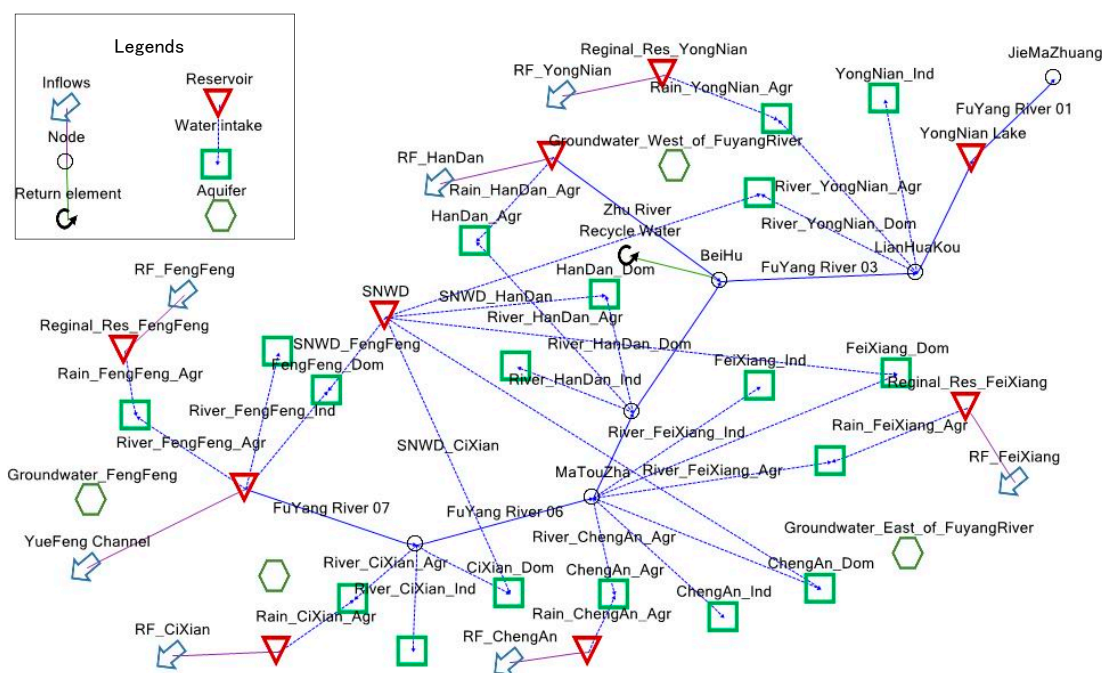 Legends
Inflows
Reservoir
Node
Water intake
Return element
Aquifer
Reginal_Res_YongNian
RF_YongNian
Rain_YongNian_Agr
YongNian_Ind
JieMaZhuang
FuYang River 01
YongNian Lake
Groundwater_West_of_FuyangRiver
RF_HanDan
Rain_HanDan_Agr
River_YongNian_Agr
HanDan_Agr
Zhu River
River_YongNian_Dom
Recycle Water
BeiHu
LianHuaKou
FuYang River 03
RF_FengFeng
HanDan_Dom
SNWD
SNWD_HanDan
River_HanDan_Agr
Reginal_Res_FengFeng
SNWD_FengFeng
River_HanDan_Dom
FeiXiang_Ind
FeiXiang_Dom
FengFeng_Dom
Rain_FengFeng_Agr
River_HanDan_Ind
Reginal_Res_FeiXiang
River_FengFeng_Ind
Rain_FeiXiang_Agr
River_FeiXiang_Ind
River_FengFeng_Agr
SNWD_CiXian
RF_FeiXiang
MaTouZha
River_FeiXiang_Agr
Groundwater_FengFeng
FuYang River 07
FuYang River 06
Groundwater_East_of_FuyangRiver
River_ChengAn_Agr
YueFeng Channel
River_CiXian_Agr
CiXian_Dom
ChengAn_Agr
ChengAn_Dom
River_CiXian_Ind
ChengAn_Ind
Rain_CiXian_Agr
Rain_ChengAn_Agr
RF_CiXian
RF_ChengAn